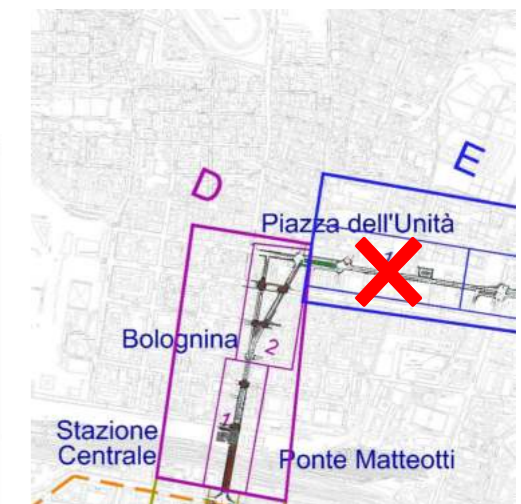 E
D
Piazza dell'Unità
1
Bolognina
2
1
Stazione
Centrale
Ponte Matteotti